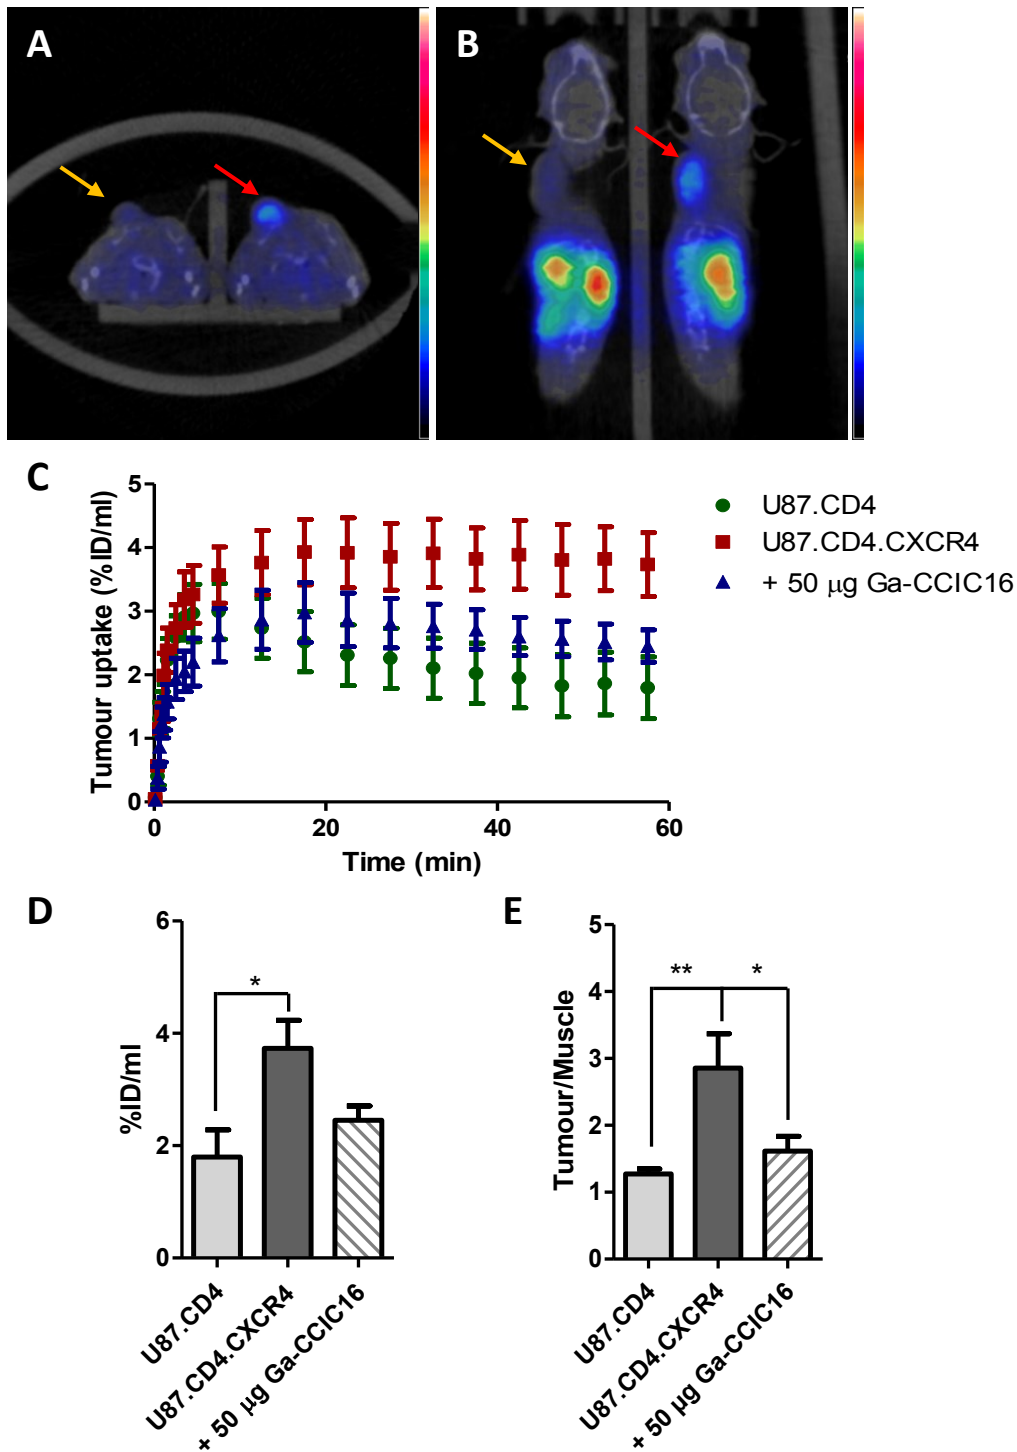 A
B
C
5
4
3
2
1
0
Tumour uptake (%ID/ml)
0
20
40
60
Time (min)
U87.CD4
U87.CD4.CXCR4
+ 50 µg Ga-CCIC16
D
6
4
2
0
%ID/ml
*
U87.CD4
U87.CD4.CXCR4
+ 50 µg Ga-CCIC16
E
5
4
3
2
1
0
Tumour/Muscle
**
*
U87.CD4
U87.CD4.CXCR4
+ 50 µg Ga-CCIC16